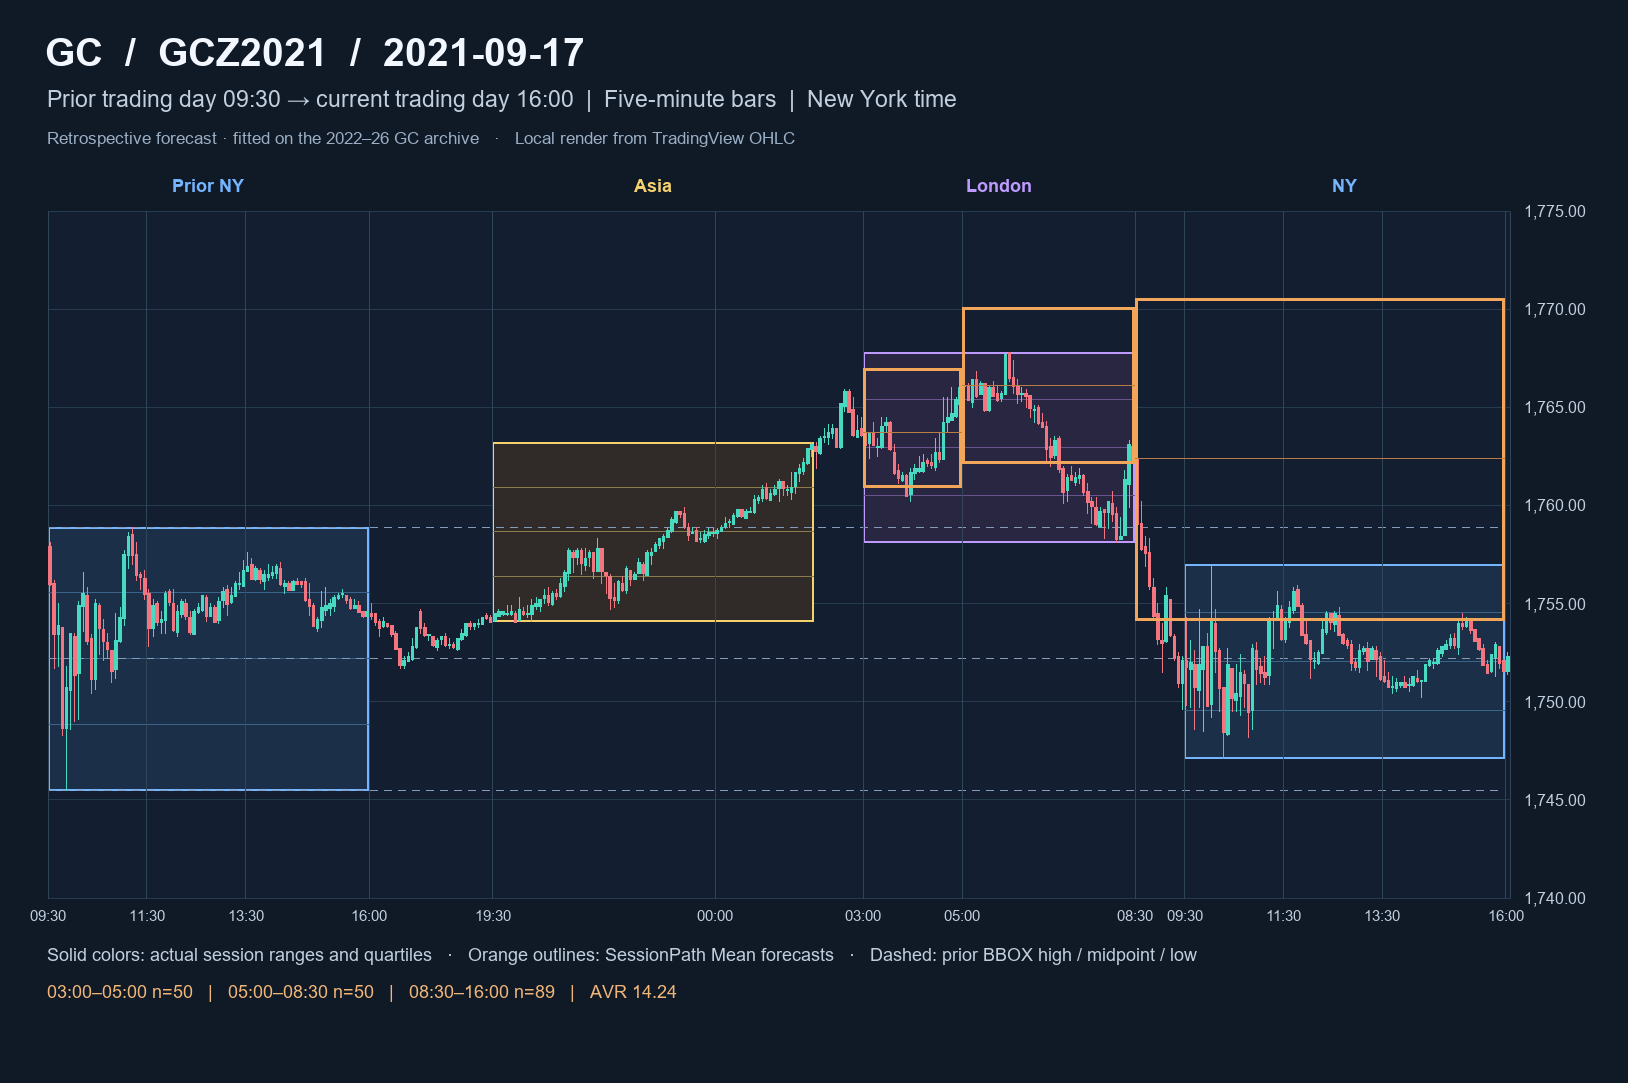 GC / GCZ2021 / 2021-09-17
Prior trading day 09:30 → current trading day 16:00 | Five-minute bars | New York time
Retrospective forecast · fitted on the 2022–26 GC archive · Local render from TradingView OHLC
Prior NY Asia London NY
1,775.00
1,770.00
1,765.00
1,760.00
1,755.00
1,750.00
1,745.00
1,740.00
09:30 11:30 13:30 16:00 19:30 00:00 03:00 05:00 08:30 09:30 11:30 13:30 16:00
Solid colors: actual session ranges and quartiles · Orange outlines: SessionPath Mean forecasts · Dashed: prior BBOX high / midpoint / low
03:00–05:00 n=50 | 05:00–08:30 n=50 | 08:30–16:00 n=89 | AVR 14.24